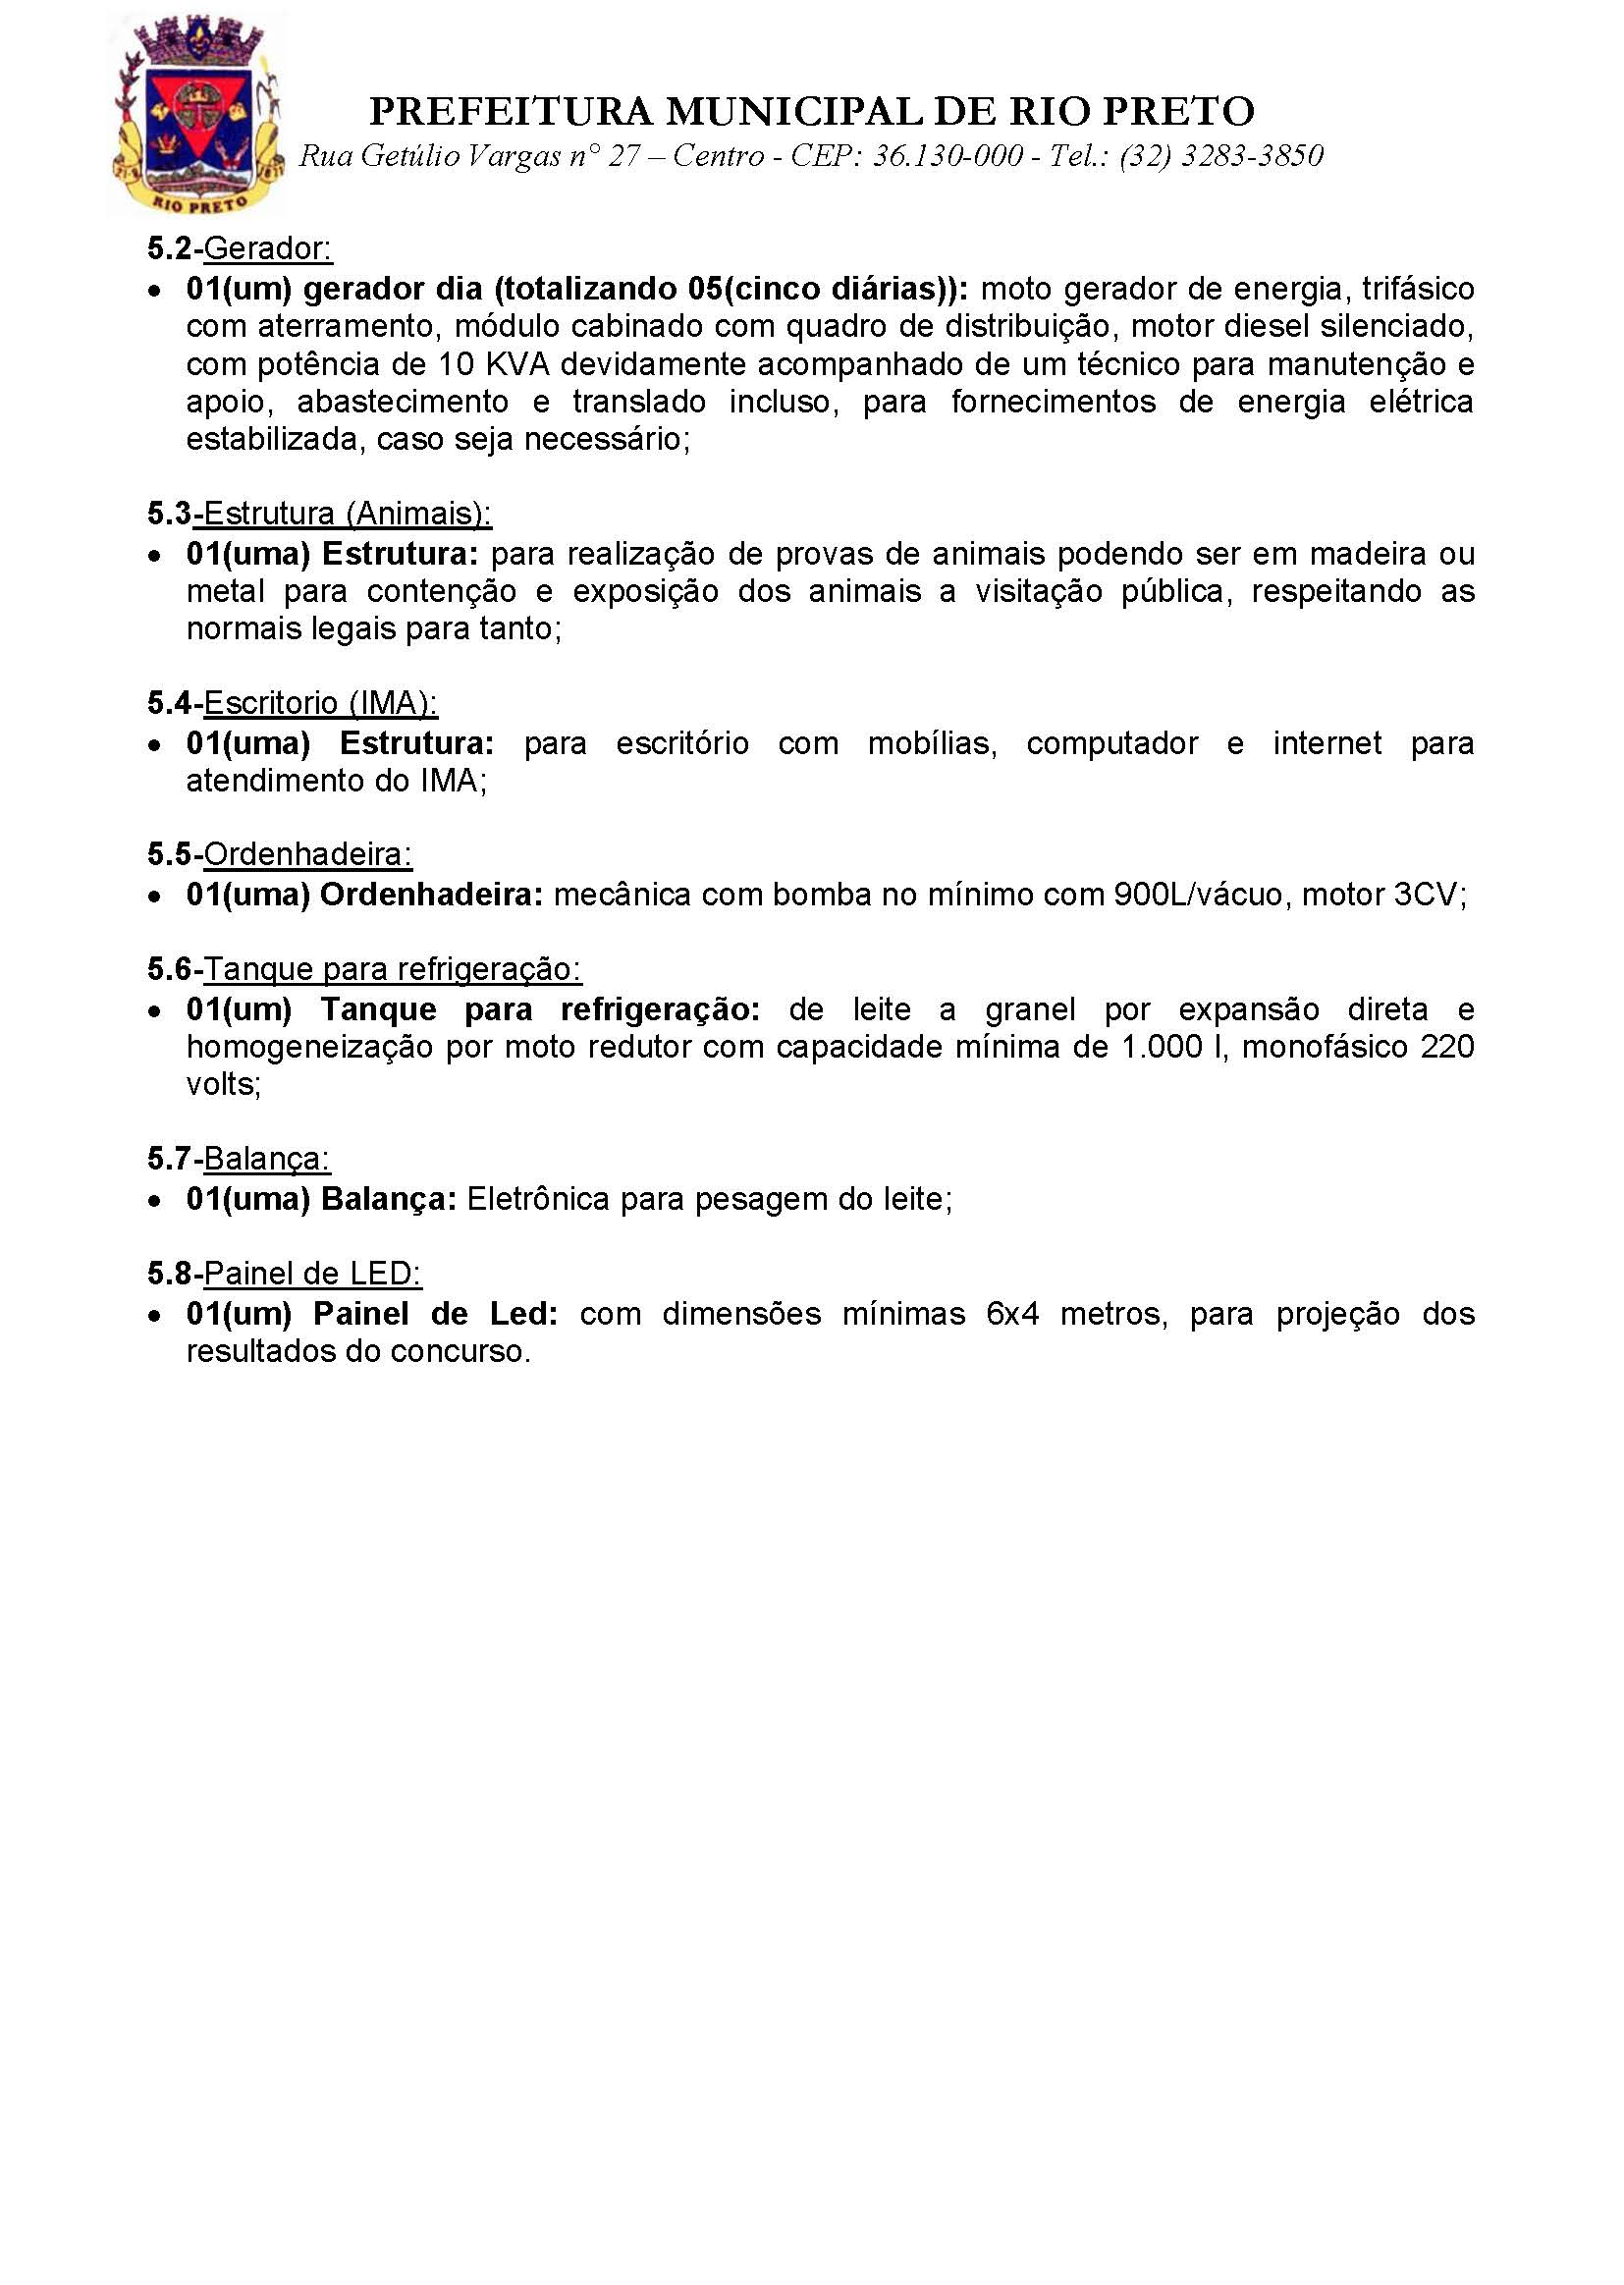 PREFEITURA MUNICIPAL DE RIO PRETO
Rua Getúlio Vargas n° 27 – Centro - CEP: 36.130-000 - Tel.: (32) 3283-3850
RIO PRETO
5.2-Gerador:
• 01(um) gerador dia (totalizando 05(cinco diárias)): moto gerador de energia, trifásico
com aterramento, módulo cabinado com quadro de distribuição, motor diesel silenciado,
com potência de 10 KVA devidamente acompanhado de um técnico para manutenção e
apoio, abastecimento e translado incluso, para fornecimentos de energia elétrica
estabilizada, caso seja necessário;
5.3-Estrutura (Animais):
• 01(uma) Estrutura: para realização de provas de animais podendo ser em madeira ou
metal para contenção e exposição dos animais a visitação pública, respeitando as
normais legais para tanto;
5.4-Escritorio (IMA):
• 01(uma) Estrutura: para escritório com mobílias, computador e internet para
atendimento do IMA;
5.5-Ordenhadeira:
• 01(uma) Ordenhadeira: mecânica com bomba no mínimo com 900L/vácuo, motor 3CV;
5.6-Tanque para refrigeração:
• 01(um) Tanque para refrigeração: de leite a granel por expansão direta e
homogeneização por moto redutor com capacidade mínima de 1.000 l, monofásico 220
volts;
5.7-Balança:
• 01(uma) Balança: Eletrônica para pesagem do leite;
5.8-Painel de LED:
• 01(um) Painel de Led: com dimensões mínimas 6x4 metros, para projeção dos
resultados do concurso.